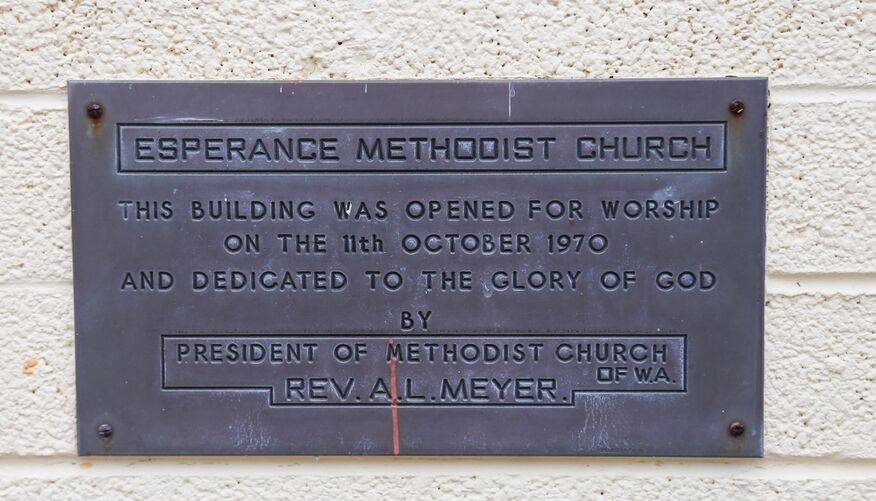 ESPERANCE METHODIST CHURCH
THIS BUILDING WAS OPENED FOR WORSHIP
ON THE 11th OCTOBER 1970
AND DEDICATED TO THE GLORY OF GOD
BY
PRESIDENT OF METHODIST CHURCH
OF W.A.
REV. A.L. MEYER.